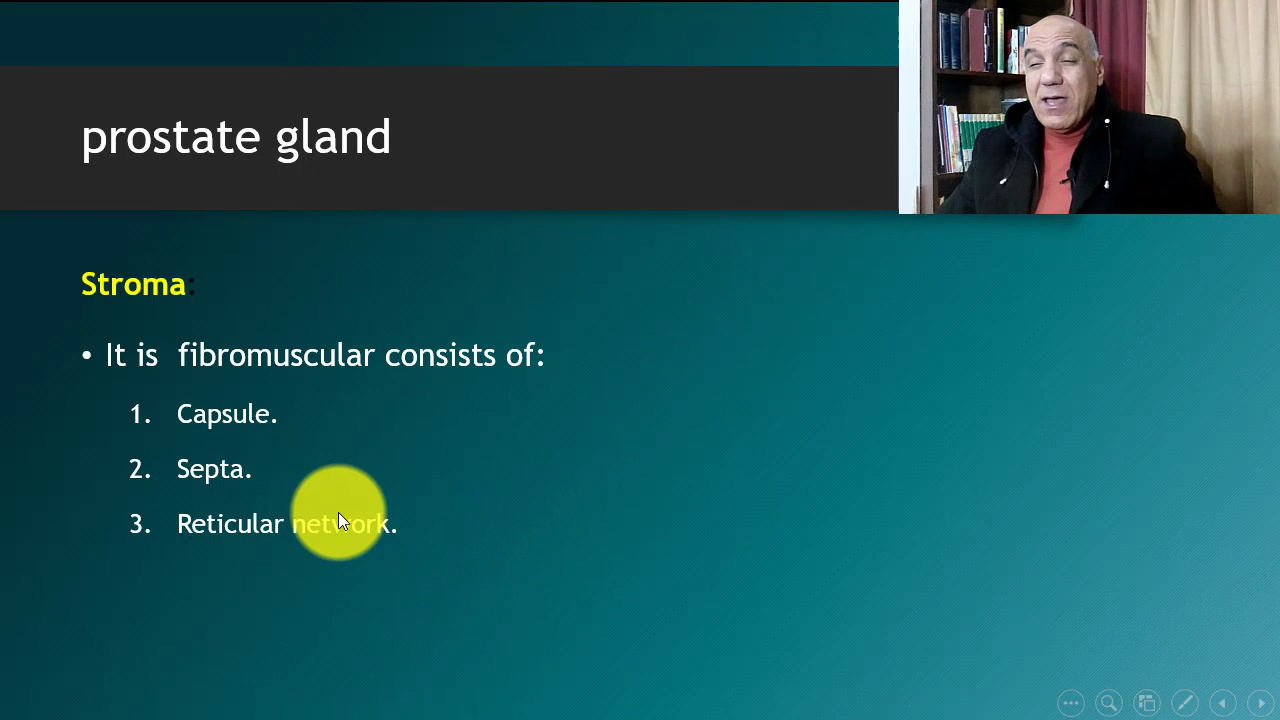 prostate gland
Stroma:
• It is  fibromuscular consists of:
1. Capsule.
2. Septa.
3. Reticular network.